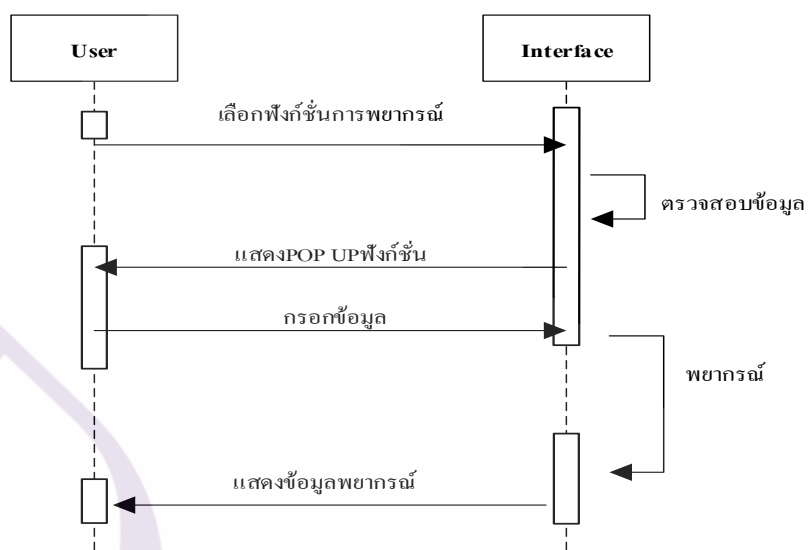 User
Interface
เลือกฟังก์ชั่นการพยากรณ์
ตรวจสอบข้อมูล
แสดงPOP UPฟังก์ชั่น
กรอกข้อมูล
พยากรณ์
แสดงข้อมูลพยากรณ์